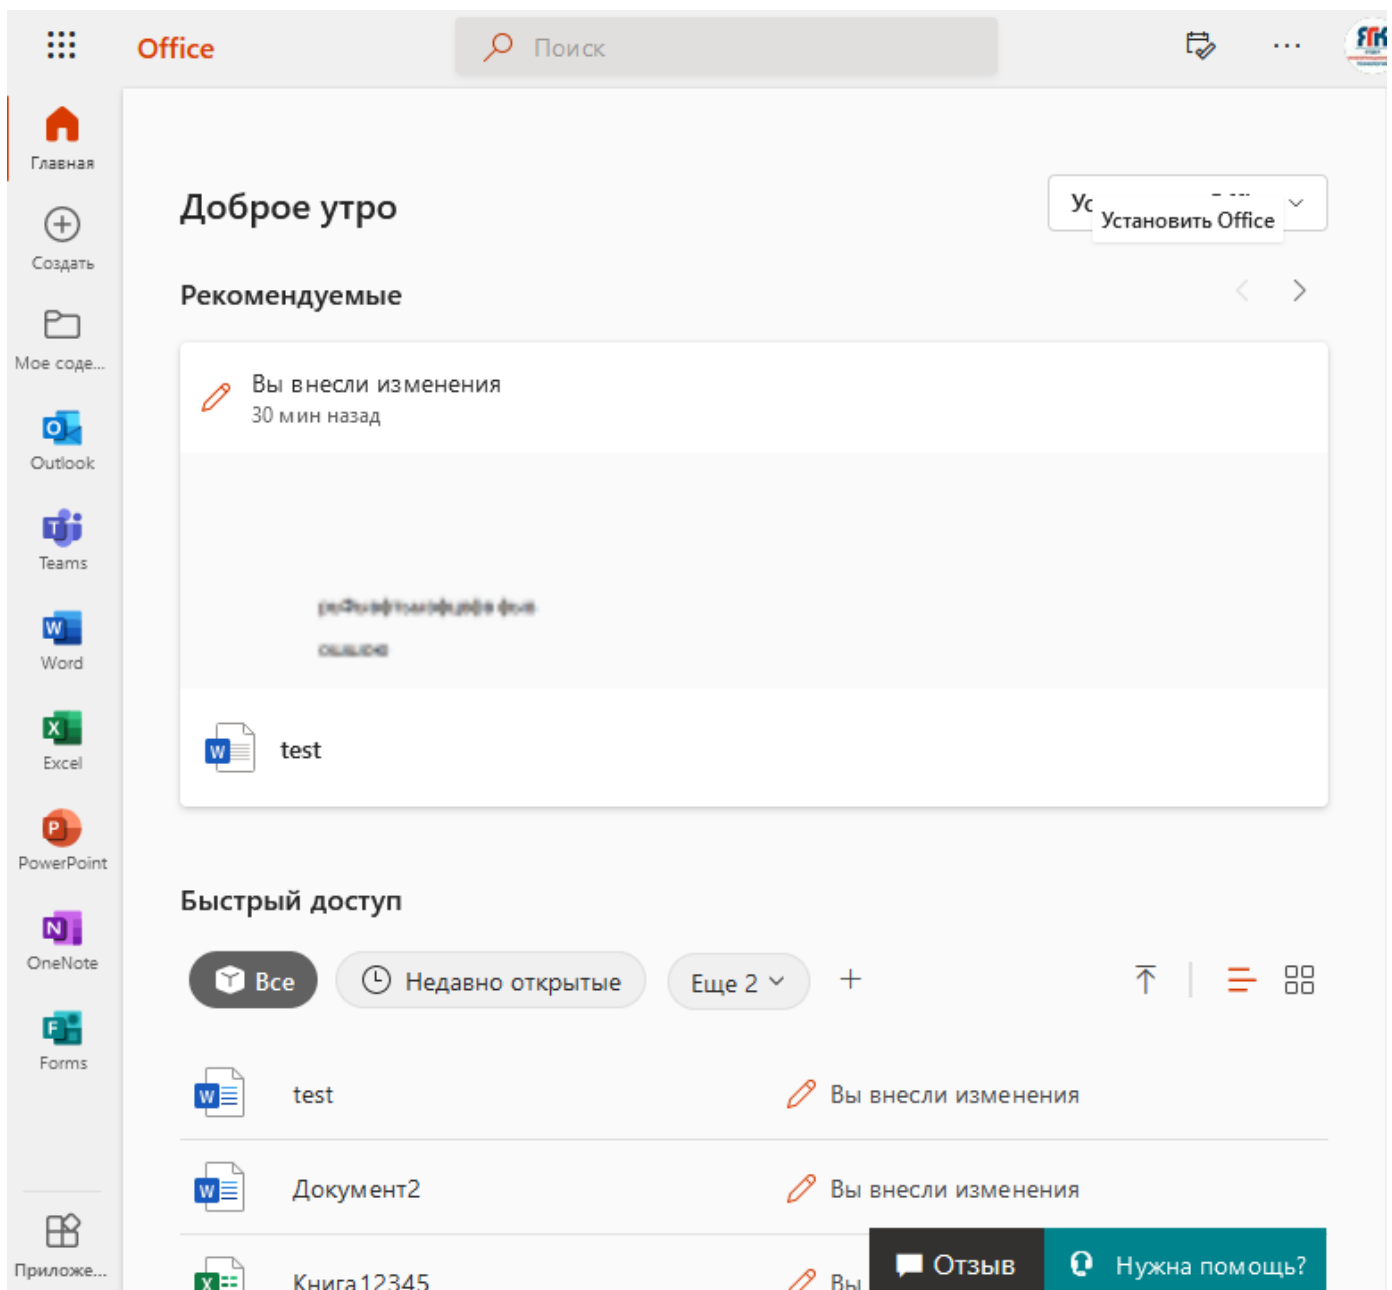 Office
Поиск
Главная
Создать
Мое соде...
Outlook
Teams
Word
Excel
PowerPoint
OneNote
Forms
Приложе...
Доброе утро
Установить Office
Рекомендуемые
Вы внесли изменения
30 мин назад
test
Быстрый доступ
Все
Недавно открытые
Еще 2
test Вы внесли изменения
Документ2 Вы внесли изменения
Книга12345 Вы
Отзыв
Нужна помощь?